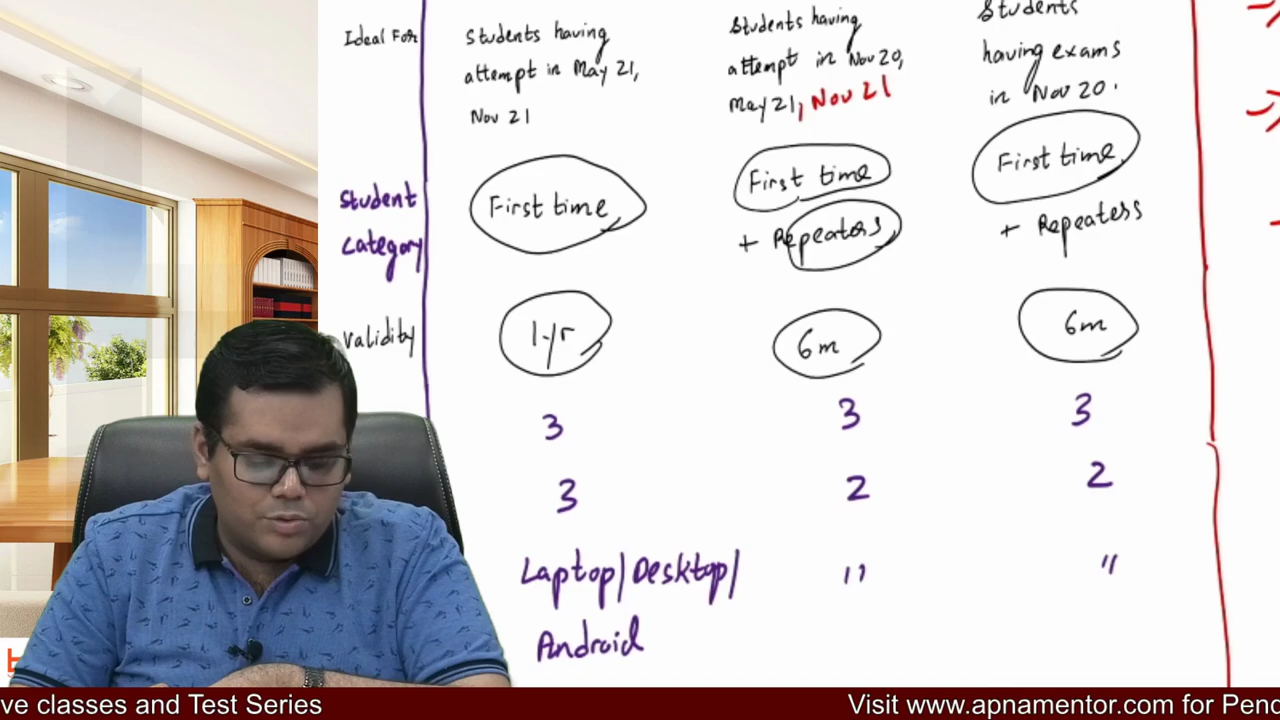 Ideal For
Students having
attempt in May 21,
Nov 21
Students having
attempt in Nov 20,
May 21, Nov 21
Students
having exams
in Nov 20.
Student
Category
First time
First time
+ Repeaters
First time
+ Repeaters
Validity
1 yr
6m
6m
3
3
3
3
2
2
Laptop/Desktop/
Android
"
"
ve classes and Test Series
Visit www.apnamentor.com for Pend